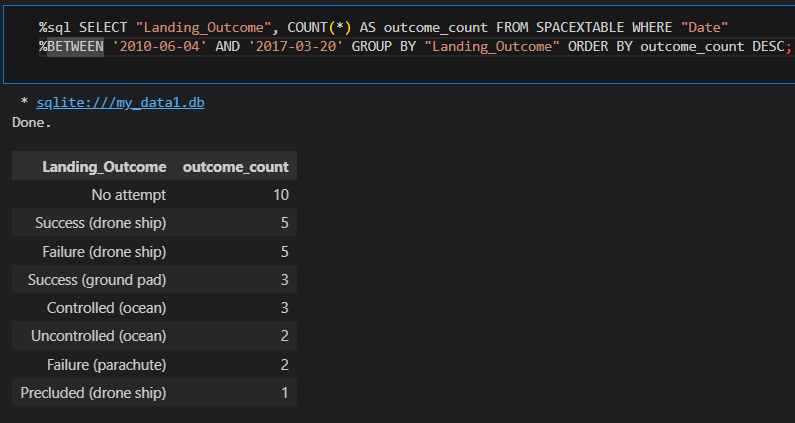 %sql SELECT "Landing_Outcome", COUNT(*) AS outcome_count FROM SPACEXTABLE WHERE "Date"
%BETWEEN '2010-06-04' AND '2017-03-20' GROUP BY "Landing_Outcome" ORDER BY outcome_count DESC;
* sqlite:///my_data1.db
Done.
Landing_Outcome outcome_count
No attempt 10
Success (drone ship) 5
Failure (drone ship) 5
Success (ground pad) 3
Controlled (ocean) 3
Uncontrolled (ocean) 2
Failure (parachute) 2
Precluded (drone ship) 1